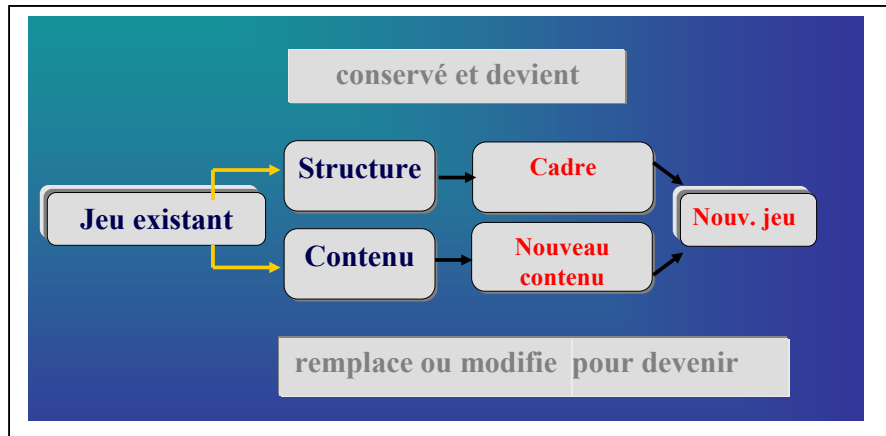 conservé et devient
Structure
Cadre
Jeu existant
Nouv. jeu
Contenu
Nouveau
contenu
remplace ou modifie pour devenir